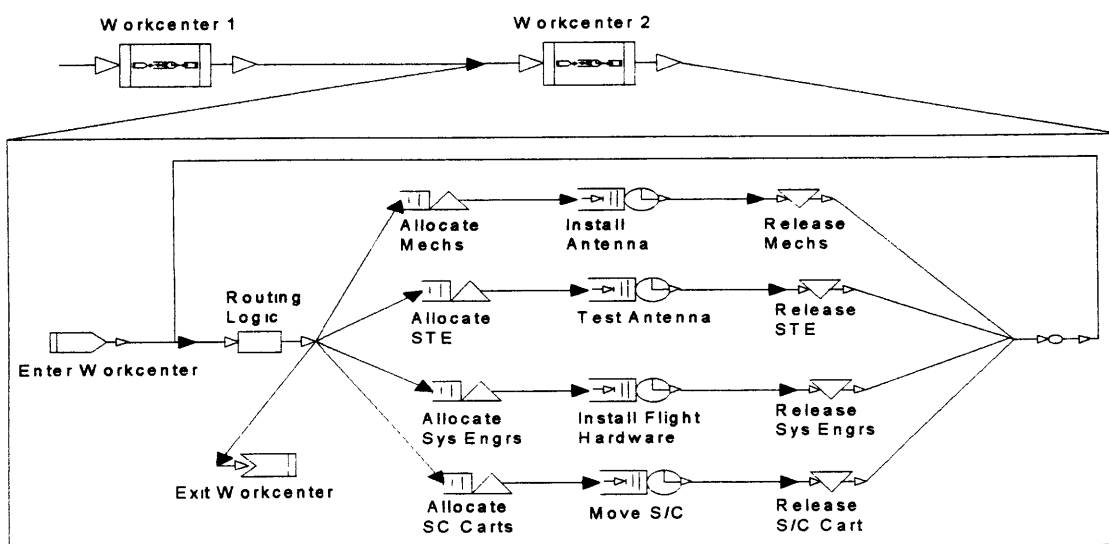 Workcenter 1
Workcenter 2
Allocate
Mechs
Install
Antenna
Release
Mechs
Routing
Logic
Allocate
STE
Test Antenna
Release
STE
Enter Workcenter
Allocate
Sys Engrs
Install Flight
Hardware
Release
Sys Engrs
Exit Workcenter
Allocate
SC Carts
Move S/C
Release
S/C Cart